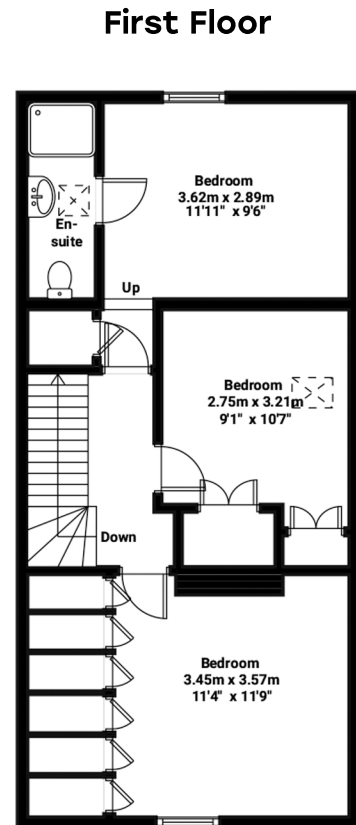 First Floor
Bedroom
3.62m x 2.89m
11'11" x 9'6"
En-
suite
Up
Bedroom
2.75m x 3.21m
9'1" x 10'7"
Down
Bedroom
3.45m x 3.57m
11'4" x 11'9"